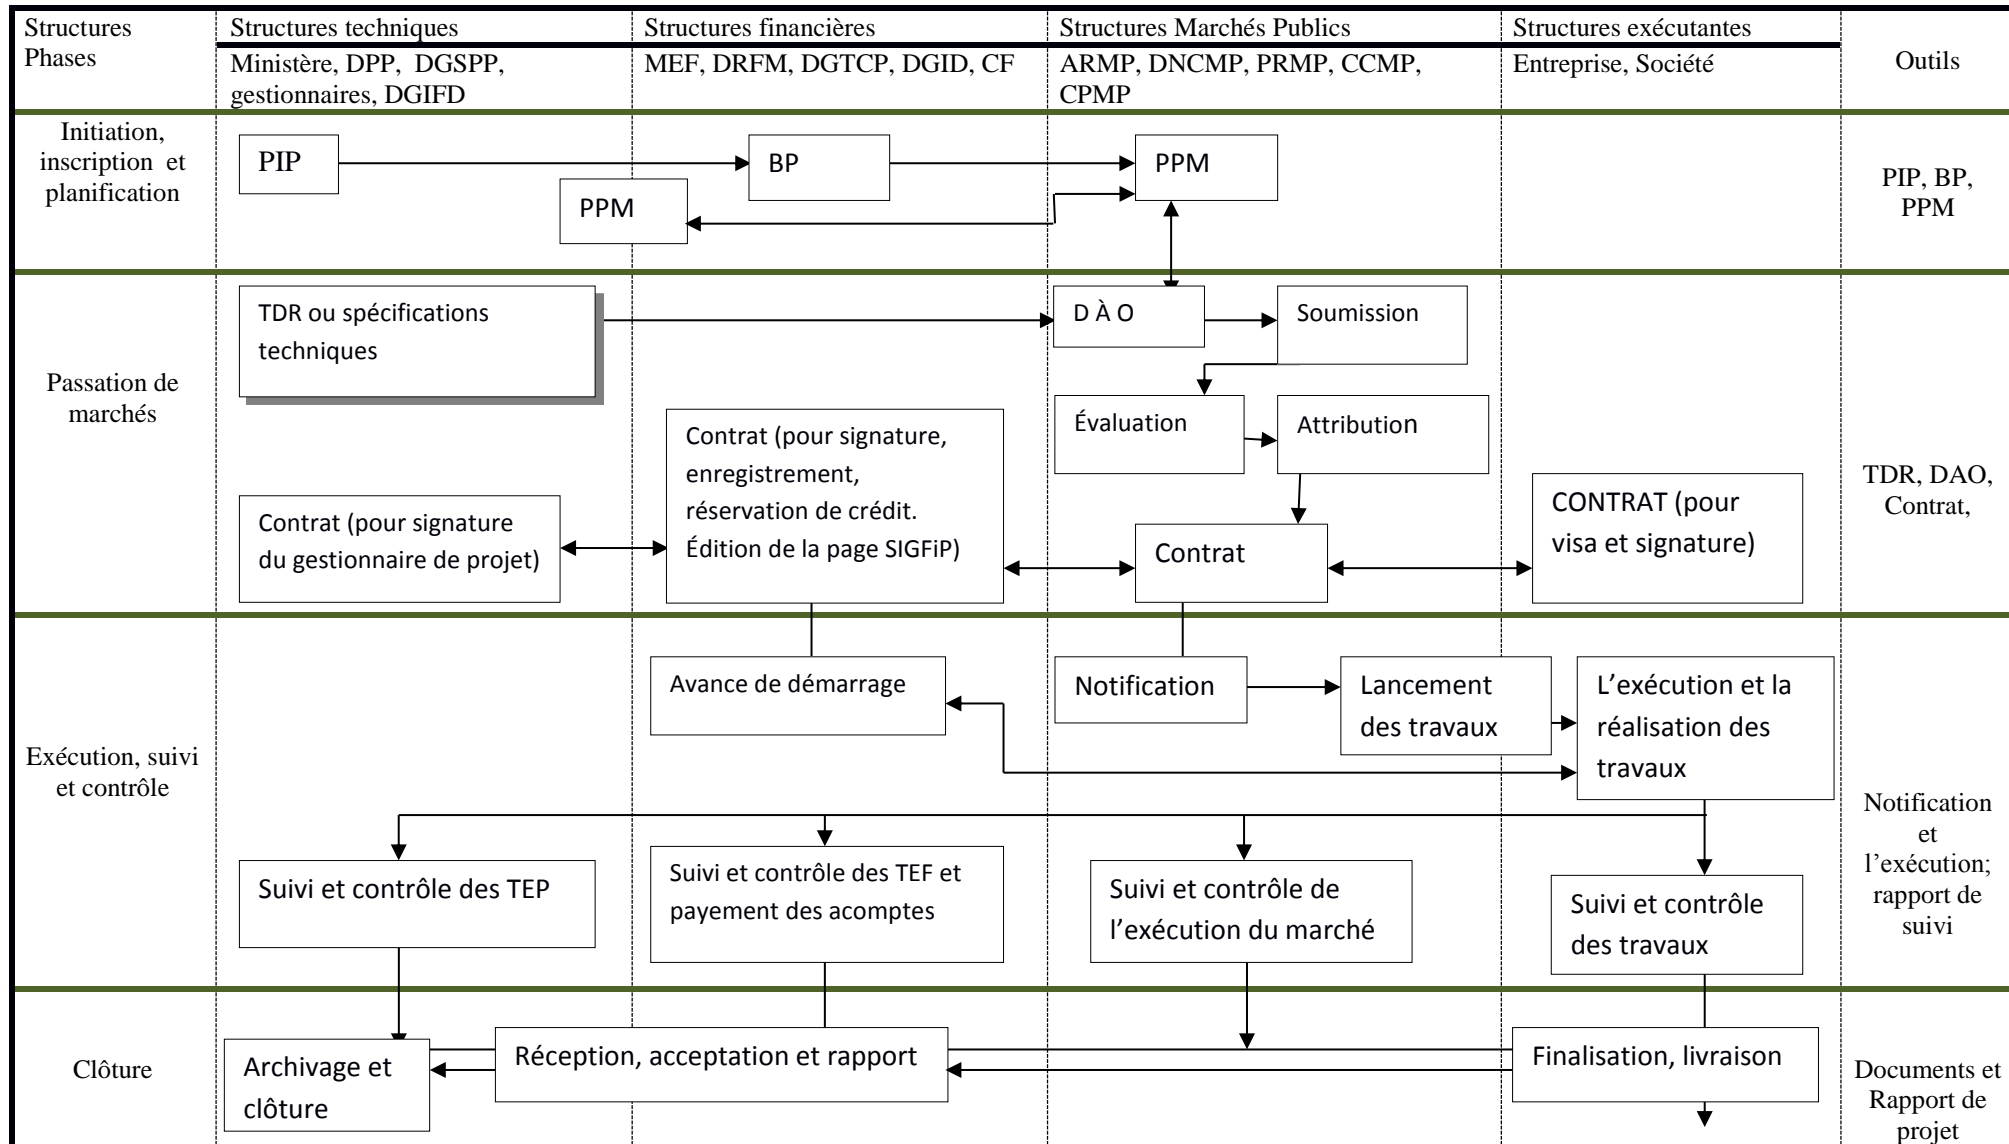 Structures
Phases
Structures techniques
Structures financières
Structures Marchés Publics
Structures exécutantes
Outils
Ministère, DPP, DGSPP,
gestionnaires, DGIFD
MEF, DRFM, DGTCP, DGID, CF
ARMP, DNCMP, PRMP, CCMP,
CPMP
Entreprise, Société
Initiation,
inscription et
planification
PIP
BP
PPM
PPM
PIP, BP,
PPM
Passation de
marchés
TDR ou spécifications
techniques
D À O
Soumission
Évaluation
Attribution
Contrat (pour signature
du gestionnaire de projet)
Contrat (pour signature,
enregistrement,
réservation de crédit.
Édition de la page SIGFiP)
Contrat
CONTRAT (pour
visa et signature)
TDR, DAO,
Contrat,
Exécution, suivi
et contrôle
Avance de démarrage
Notification
Lancement
des travaux
L’exécution et la
réalisation des
travaux
Suivi et contrôle des TEP
Suivi et contrôle des TEF et
payement des acomptes
Suivi et contrôle de
l’exécution du marché
Suivi et contrôle
des travaux
Notification
et
l’exécution;
rapport de
suivi
Clôture
Archivage et
clôture
Réception, acceptation et rapport
Finalisation, livraison
Documents et
Rapport de
projet